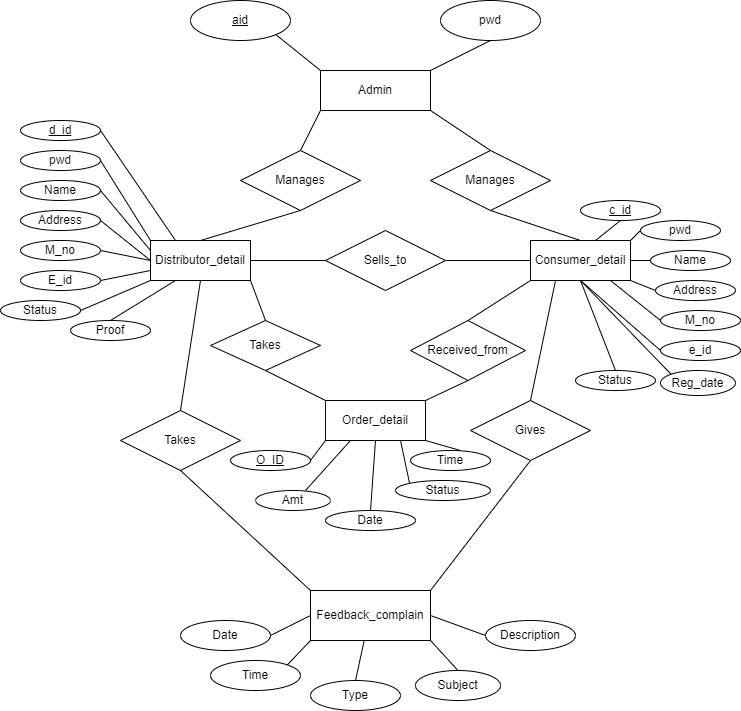 aid
pwd
Admin
d_id
pwd
Manages
Manages
Name
c_id
Address
pwd
M_no
Distributor_detail
Sells_to
Consumer_detail
Name
E_id
Address
Status
Proof
M_no
Takes
Received_from
e_id
Status
Reg_date
Order_detail
Takes
Gives
O_ID
Time
Amt
Status
Date
Feedback_complain
Date
Description
Time
Type
Subject